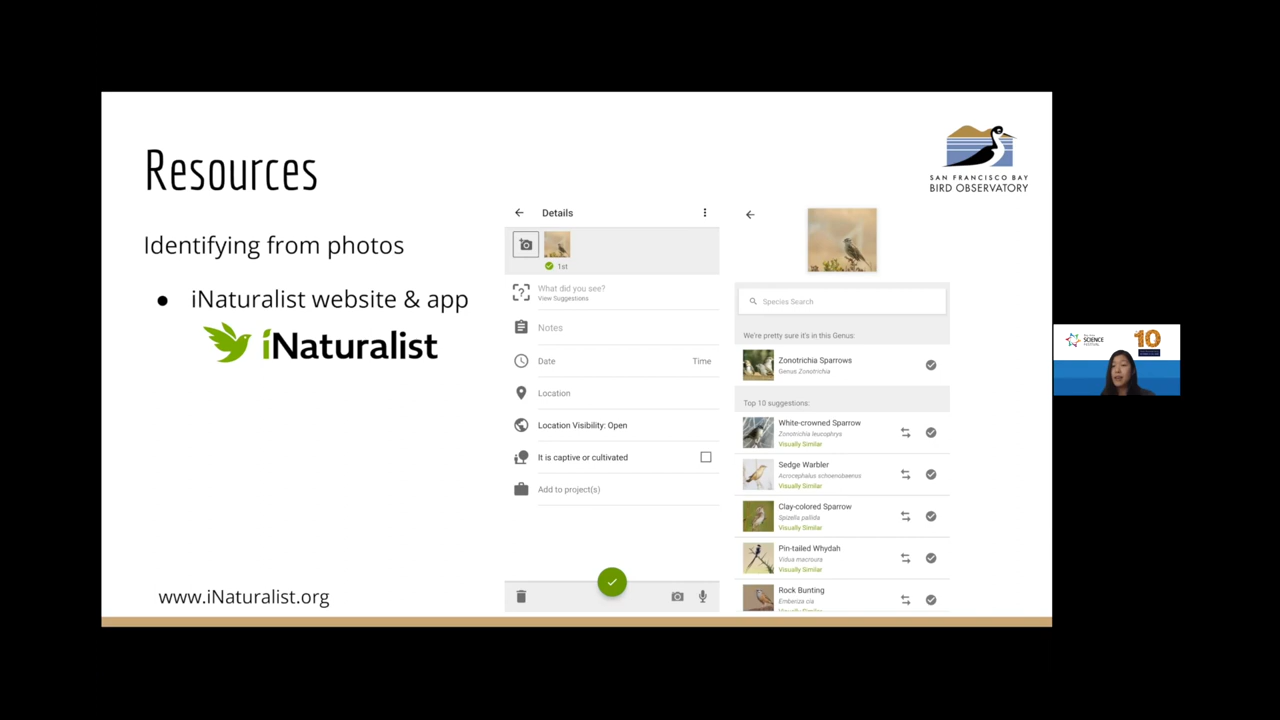 Resources
SAN FRANCISCO BAY
BIRD OBSERVATORY
Identifying from photos
● iNaturalist website & app
iNaturalist
www.iNaturalist.org
Details
1st
What did you see?
View Suggestions
Notes
Date Time
Location
Location Visibility: Open
It is captive or cultivated
Add to project(s)
Species Search
We're pretty sure it's in this Genus:
Zonotrichia Sparrows
Genus Zonotrichia
Top 10 suggestions:
White-crowned Sparrow
Zonotrichia leucophrys
Visually Similar
Sedge Warbler
Acrocephalus schoenobaenus
Visually Similar
Clay-colored Sparrow
Spizella pallida
Visually Similar
Pin-tailed Whydah
Vidua macroura
Visually Similar
Rock Bunting
Emberiza cia
Visually Similar
SCIENCE
FESTIVAL
10